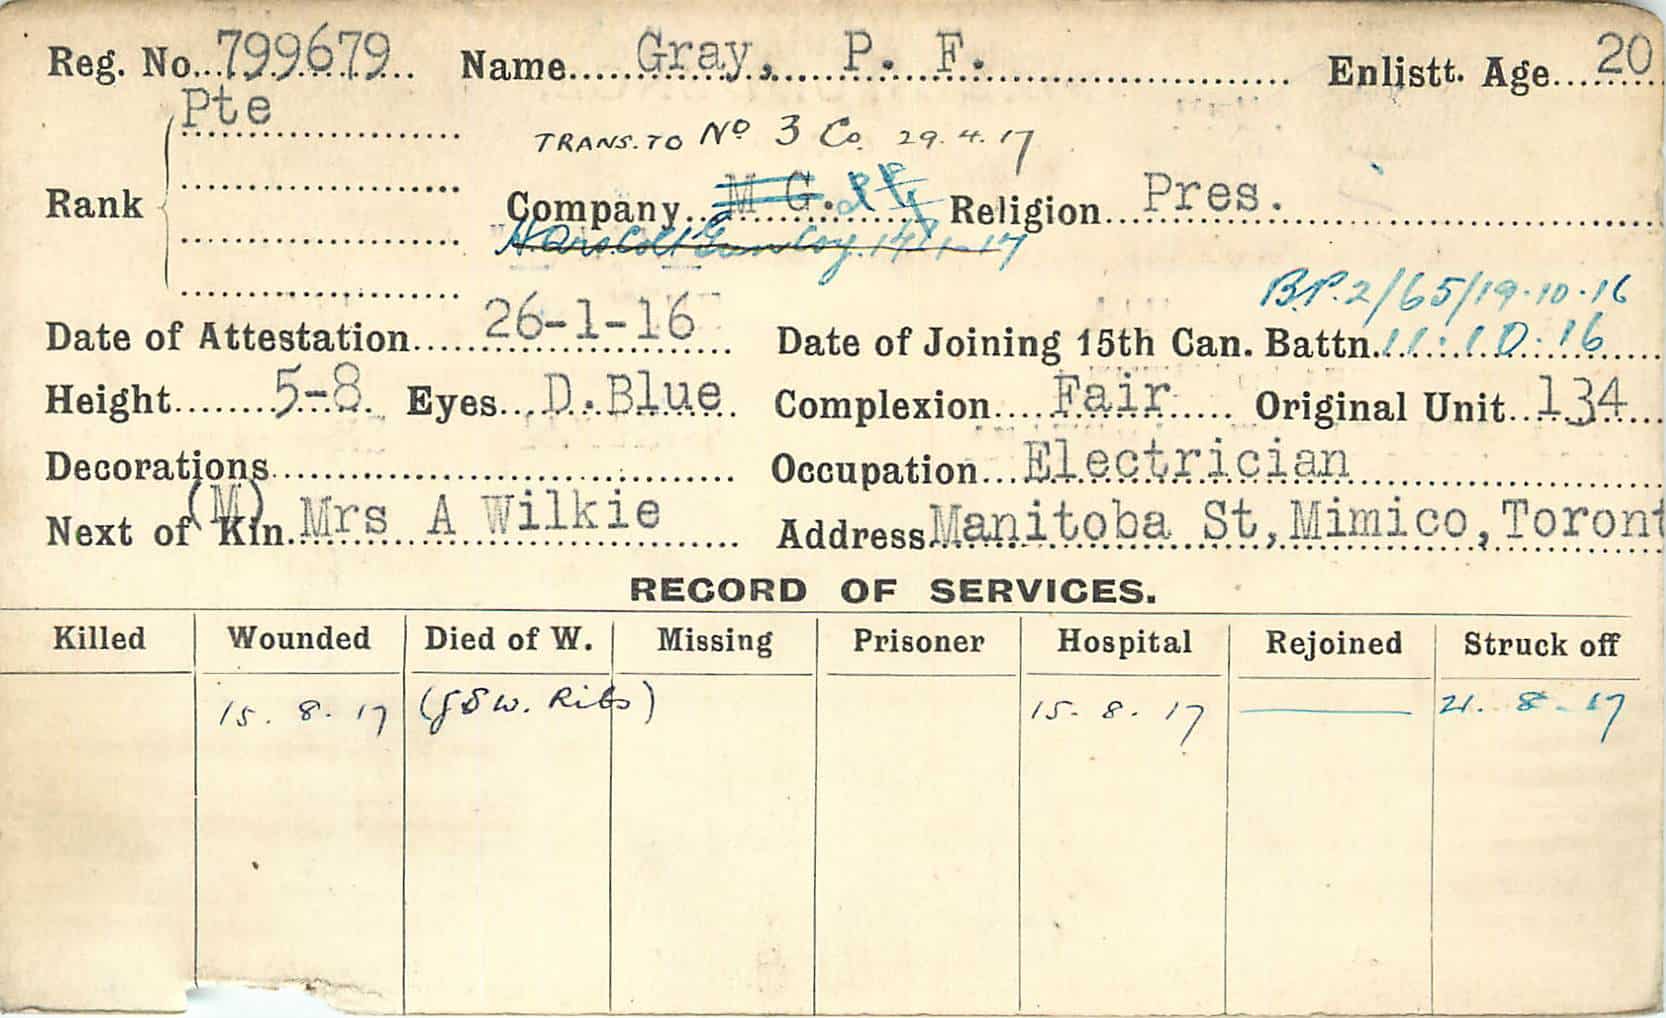 Reg. No. 799679 Name Gray, P. F. Enlistt. Age 20
Pte
TRANS. TO No 3 Co. 29.4.17
Rank Company M G. Religion Pres.
B.P.2/65/19.10.16
Date of Attestation 26-1-16 Date of Joining 15th Can. Battn. 11.10.16
Height 5-8 Eyes D.Blue Complexion Fair Original Unit 134
Decorations Occupation Electrician
(M)
Next of Kin. Mrs A Wilkie Address Manitoba St, Mimico, Toront
RECORD OF SERVICES.
Killed Wounded Died of W. Missing Prisoner Hospital Rejoined Struck off
15.8.17 (GSW. Ribs) 15-8.17 21.8-17